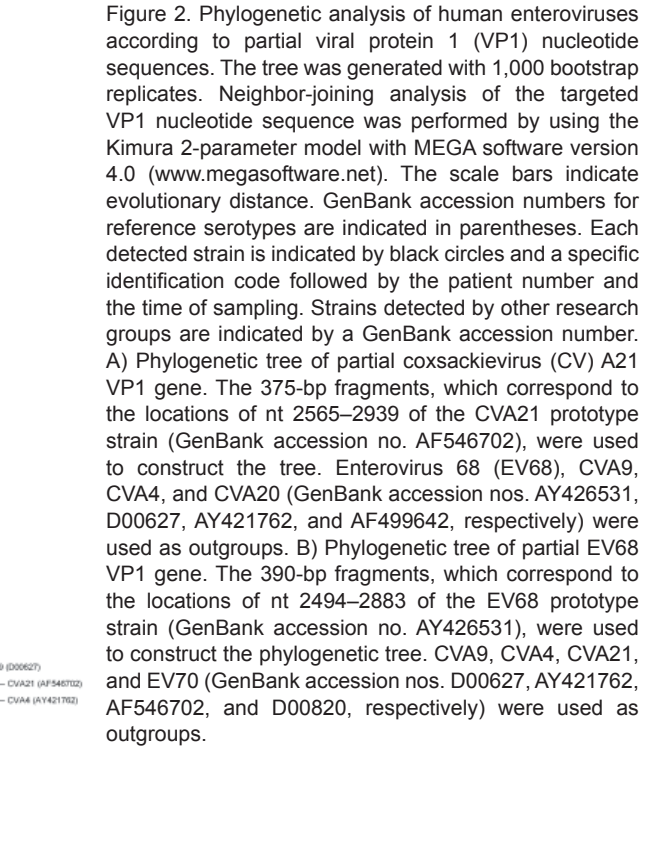 Figure 2. Phylogenetic analysis of human enteroviruses
according to partial viral protein 1 (VP1) nucleotide
sequences. The tree was generated with 1,000 bootstrap
replicates. Neighbor-joining analysis of the targeted
VP1 nucleotide sequence was performed by using the
Kimura 2-parameter model with MEGA software version
4.0 (www.megasoftware.net). The scale bars indicate
evolutionary distance. GenBank accession numbers for
reference serotypes are indicated in parentheses. Each
detected strain is indicated by black circles and a specific
identification code followed by the patient number and
the time of sampling. Strains detected by other research
groups are indicated by a GenBank accession number.
A) Phylogenetic tree of partial coxsackievirus (CV) A21
VP1 gene. The 375-bp fragments, which correspond to
the locations of nt 2565–2939 of the CVA21 prototype
strain (GenBank accession no. AF546702), were used
to construct the tree. Enterovirus 68 (EV68), CVA9,
CVA4, and CVA20 (GenBank accession nos. AY426531,
D00627, AY421762, and AF499642, respectively) were
used as outgroups. B) Phylogenetic tree of partial EV68
VP1 gene. The 390-bp fragments, which correspond to
the locations of nt 2494–2883 of the EV68 prototype
strain (GenBank accession no. AY426531), were used
to construct the phylogenetic tree. CVA9, CVA4, CVA21,
and EV70 (GenBank accession nos. D00627, AY421762,
AF546702, and D00820, respectively) were used as
outgroups.
9 (D00627)
CVA21 (AF546702)
CVA4 (AY421762)